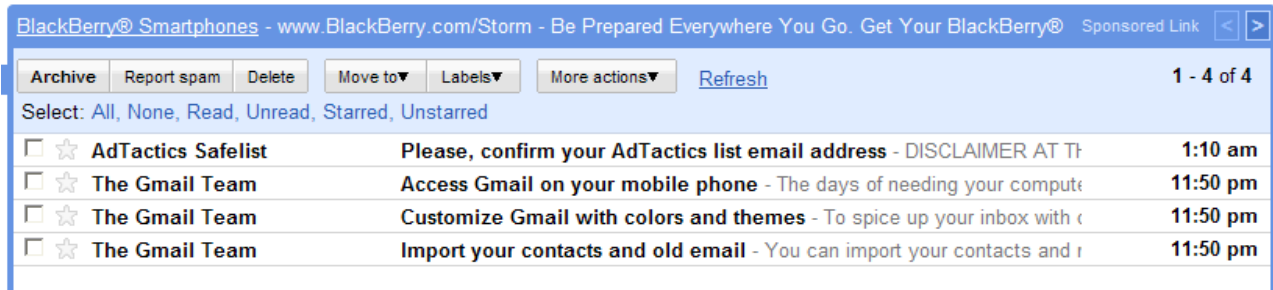 BlackBerry® Smartphones - www.BlackBerry.com/Storm - Be Prepared Everywhere You Go. Get Your BlackBerry® Sponsored Link < >
Archive Report spam Delete Move to▼ Labels▼ More actions▼ Refresh 1 - 4 of 4
Select: All, None, Read, Unread, Starred, Unstarred
AdTactics Safelist Please, confirm your AdTactics list email address - DISCLAIMER AT 1:10 am
The Gmail Team Access Gmail on your mobile phone - The days of needing your 11:50 pm
The Gmail Team Customize Gmail with colors and themes - To spice up your inbox with 11:50 pm
The Gmail Team Import your contacts and old email - You can import your contacts and 11:50 pm